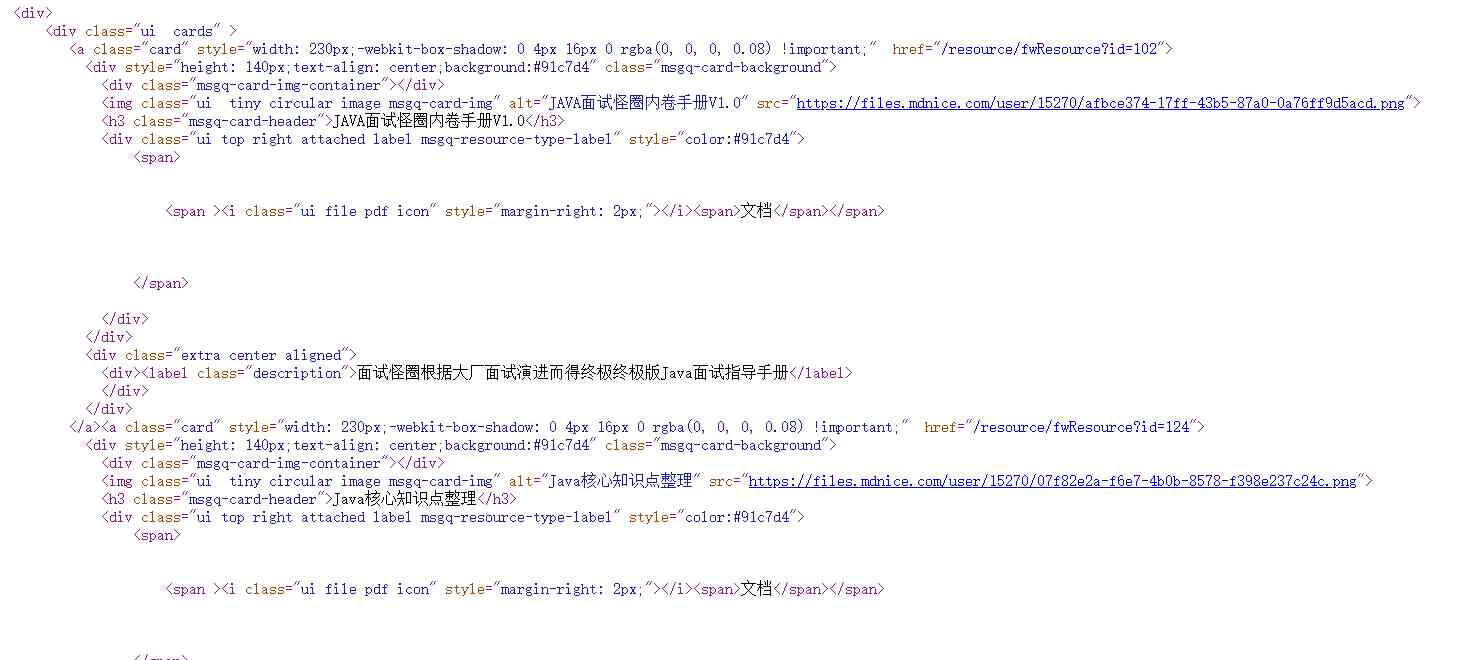 <div>
<div class="ui  cards" >
<a class="card" style="width: 230px;-webkit-box-shadow: 0 4px 16px 0 rgba(0, 0, 0, 0.08) !important;"  href="/resource/fwResource?id=102">
<div style="height: 140px;text-align: center;background:#91c7d4" class="msgq-card-background">
<div class="msgq-card-img-container"></div>
<img class="ui  tiny circular image msgq-card-img" alt="JAVA面试怪圈内卷手册V1.0" src="https://files.mdnice.com/user/15270/afbce374-17ff-43b5-87a0-0a76ff9d5acd.png">
<h3 class="msgq-card-header">JAVA面试怪圈内卷手册V1.0</h3>
<div class="ui top right attached label msgq-resource-type-label" style="color:#91c7d4">
<span>
<span ><i class="ui file pdf icon" style="margin-right: 2px;"></i><span>文档</span></span>
</span>
</div>
</div>
<div class="extra center aligned">
<div><label class="description">面试怪圈根据大厂面试演进而得终极终极版Java面试指导手册</label>
</div>
</div>
</a><a class="card" style="width: 230px;-webkit-box-shadow: 0 4px 16px 0 rgba(0, 0, 0, 0.08) !important;"  href="/resource/fwResource?id=124">
<div style="height: 140px;text-align: center;background:#91c7d4" class="msgq-card-background">
<div class="msgq-card-img-container"></div>
<img class="ui  tiny circular image msgq-card-img" alt="Java核心知识点整理" src="https://files.mdnice.com/user/15270/07f82e2a-f6e7-4b0b-8578-f398e237c24c.png">
<h3 class="msgq-card-header">Java核心知识点整理</h3>
<div class="ui top right attached label msgq-resource-type-label" style="color:#91c7d4">
<span>
<span ><i class="ui file pdf icon" style="margin-right: 2px;"></i><span>文档</span></span>